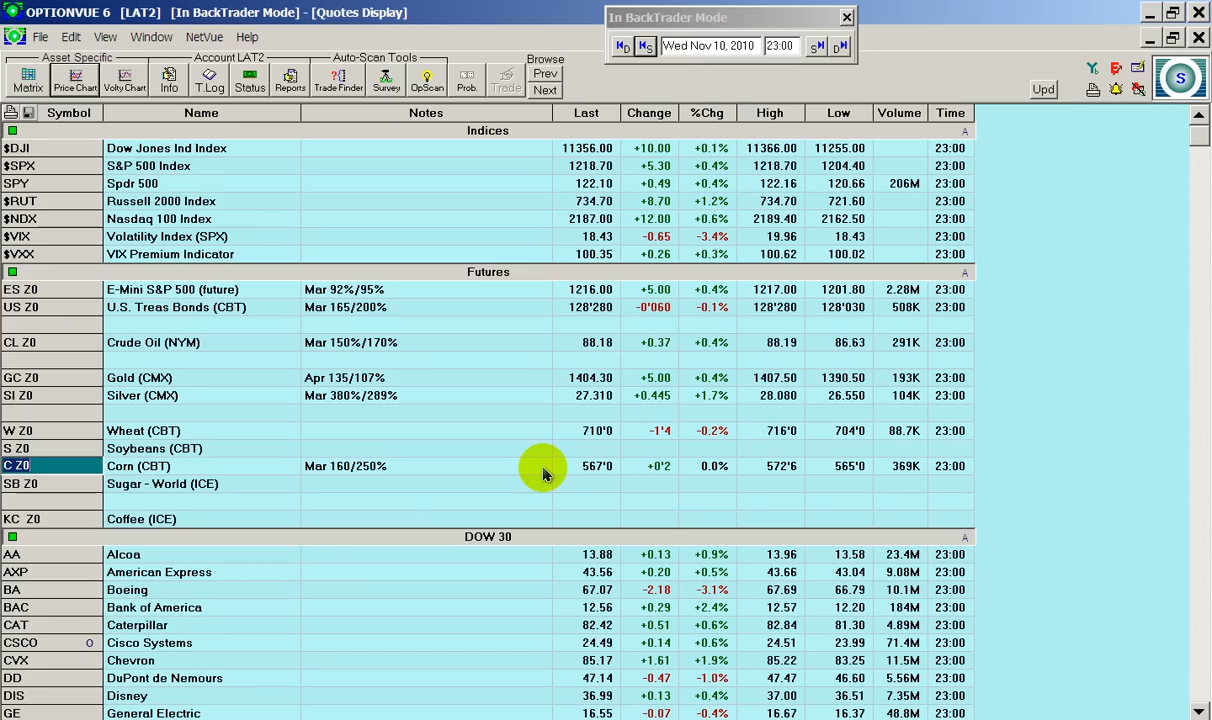 OPTIONVUE 6 [LAT2] [In BackTrader Mode] - [Quotes Display]
In BackTrader Mode
File Edit View Window NetVue Help
D S Wed Nov 10, 2010 23:00 S D
Asset Specific Account LAT2 Auto-Scan Tools Browse
Matrix Price Chart Volty Chart Info T.Log Status Reports Trade Finder Survey OpScan Prob. Trade Prev Next Upd S
Symbol Name Notes Last Change %Chg High Low Volume Time
Indices A
$DJI Dow Jones Ind Index 11356.00 +10.00 +0.1% 11366.00 11255.00 23:00
$SPX S&P 500 Index 1218.70 +5.30 +0.4% 1218.70 1204.40 23:00
SPY Spdr 500 122.10 +0.49 +0.4% 122.16 120.66 206M 23:00
$RUT Russell 2000 Index 734.70 +8.70 +1.2% 734.70 721.60 23:00
$NDX Nasdaq 100 Index 2187.00 +12.00 +0.6% 2189.40 2162.50 23:00
$VIX Volatility Index (SPX) 18.43 -0.65 -3.4% 19.96 18.43 23:00
$VXX VIX Premium Indicator 100.35 +0.26 +0.3% 100.62 100.02 23:00
Futures A
ES Z0 E-Mini S&P 500 (future) Mar 92%/95% 1216.00 +5.00 +0.4% 1217.00 1201.80 2.28M 23:00
US Z0 U.S. Treas Bonds (CBT) Mar 165/200% 128'280 -0'060 -0.1% 128'280 128'030 508K 23:00
CL Z0 Crude Oil (NYM) Mar 150%/170% 88.18 +0.37 +0.4% 88.19 86.63 291K 23:00
GC Z0 Gold (CMX) Apr 135/107% 1404.30 +5.00 +0.4% 1407.50 1390.50 193K 23:00
SI Z0 Silver (CMX) Mar 380%/289% 27.310 +0.445 +1.7% 28.080 26.550 104K 23:00
W Z0 Wheat (CBT) 710'0 -1'4 -0.2% 716'0 704'0 88.7K 23:00
S Z0 Soybeans (CBT)
C Z0 Corn (CBT) Mar 160/250% 567'0 +0'2 0.0% 572'6 565'0 369K 23:00
SB Z0 Sugar - World (ICE)
KC Z0 Coffee (ICE)
DOW 30 A
AA Alcoa 13.88 +0.13 +0.9% 13.96 13.58 23.4M 23:00
AXP American Express 43.56 +0.20 +0.5% 43.66 43.04 9.08M 23:00
BA Boeing 67.07 -2.18 -3.1% 67.69 66.79 10.1M 23:00
BAC Bank of America 12.56 +0.29 +2.4% 12.57 12.20 184M 23:00
CAT Caterpillar 82.42 +0.51 +0.6% 82.84 81.30 4.89M 23:00
CSCO O Cisco Systems 24.49 +0.14 +0.6% 24.51 23.99 71.4M 23:00
CVX Chevron 85.17 +1.61 +1.9% 85.22 83.25 11.5M 23:00
DD DuPont de Nemours 47.14 -0.47 -1.0% 47.47 46.60 5.56M 23:00
DIS Disney 36.99 +0.13 +0.4% 37.00 36.51 7.35M 23:00
GE General Electric 16.55 -0.07 -0.4% 16.67 16.37 48.8M 23:00